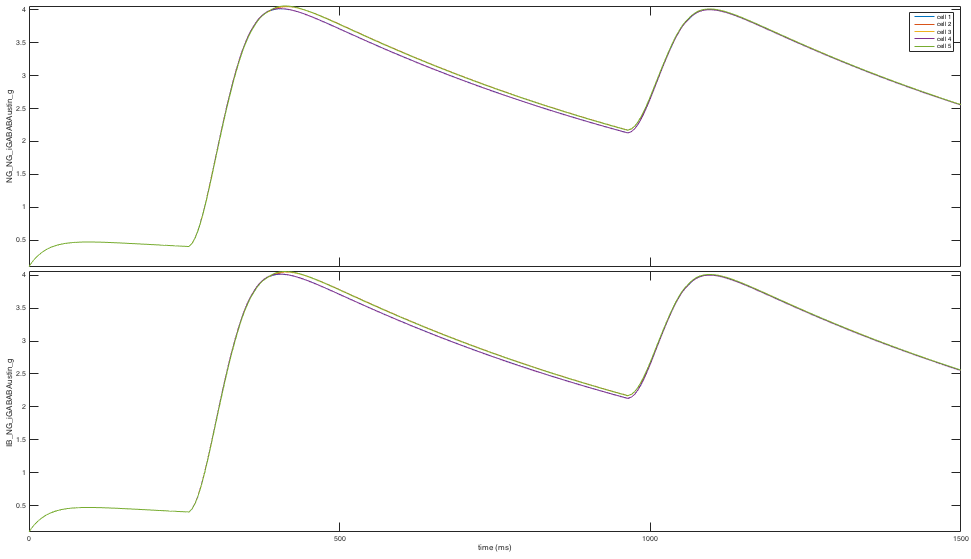 NG_NG_iGABABAustin_g
4
3.5
3
2.5
2
1.5
1
0.5
cell 1
cell 2
cell 3
cell 4
cell 5
IB_NG_iGABABAustin_g
4
3.5
3
2.5
2
1.5
1
0.5
0
500
1000
1500
time (ms)